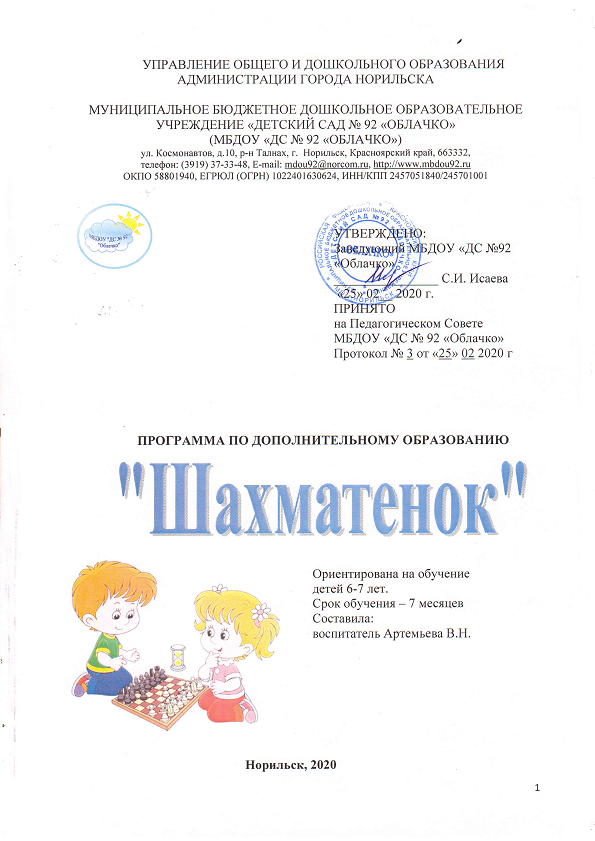 УПРАВЛЕНИЕ ОБЩЕГО И ДОШКОЛЬНОГО ОБРАЗОВАНИЯ
АДМИНИСТРАЦИИ ГОРОДА НОРИЛЬСКА
МУНИЦИПАЛЬНОЕ БЮДЖЕТНОЕ ДОШКОЛЬНОЕ ОБРАЗОВАТЕЛЬНОЕ
УЧРЕЖДЕНИЕ «ДЕТСКИЙ САД № 92 «ОБЛАЧКО»
(МБДОУ «ДС № 92 «ОБЛАЧКО»)
ул. Космонавтов, д.10, р-н Талнах, г. Норильск, Красноярский край, 663332,
телефон: (3919) 37-33-48, E-mail: mdou92@norcom.ru, http://www.mbdou92.ru
ОКПО 58801940, ЕГРЮЛ (ОГРН) 1022401630624, ИНН/КПП 2457051840/245701001
МБДОУ "ДС № 92"
"Облачко"
УТВЕРЖДЕНО:
Заведующий МБДОУ «ДС №92
«Облачко»
С.И. Исаева
«25» 02 2020 г.
ПРИНЯТО
на Педагогическом Совете
МБДОУ «ДС № 92 «Облачко»
Протокол № 3 от «25» 02 2020 г
ПРОГРАММА ПО ДОПОЛНИТЕЛЬНОМУ ОБРАЗОВАНИЮ
"Шахматенок"
Ориентирована на обучение
детей 6-7 лет.
Срок обучения – 7 месяцев
Составила:
воспитатель Артемьева В.Н.
Норильск, 2020
1